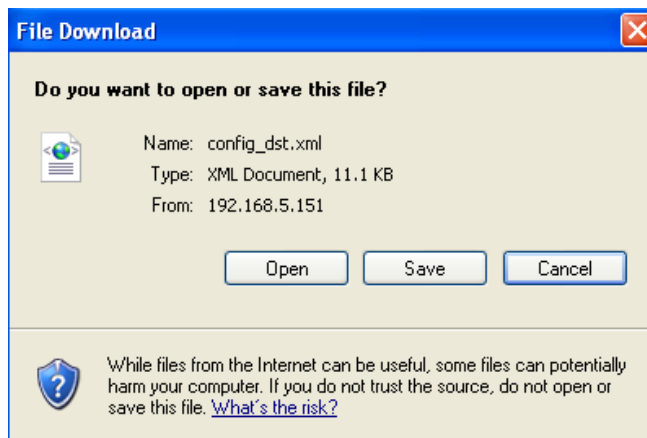 File Download
Do you want to open or save this file?
Name: config_dst.xml
Type: XML Document, 11.1 KB
From: 192.168.5.151
Open Save Cancel
While files from the Internet can be useful, some files can potentially
harm your computer. If you do not trust the source, do not open or
save this file. What's the risk?